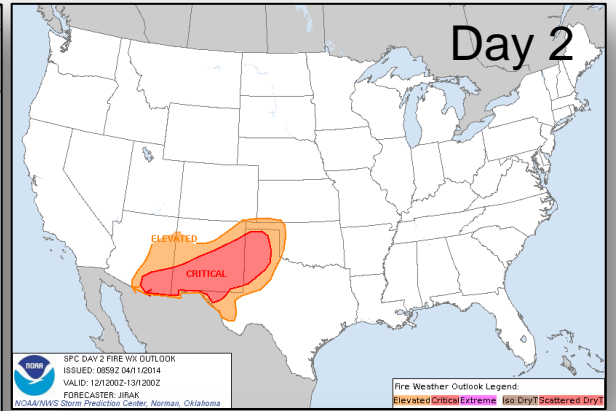 Day 2
ELEVATED
CRITICAL
NOAA
SPC DAY 2 FIRE WX OUTLOOK
ISSUED: 0859Z 04/11/2014
VALID: 12/1200Z-13/1200Z
FORECASTER: JIRAK
NOAA/NWS Storm Prediction Center, Norman, Oklahoma
Fire Weather Outlook Legend:
Elevated Critical Extreme Iso DryT Scattered DryT